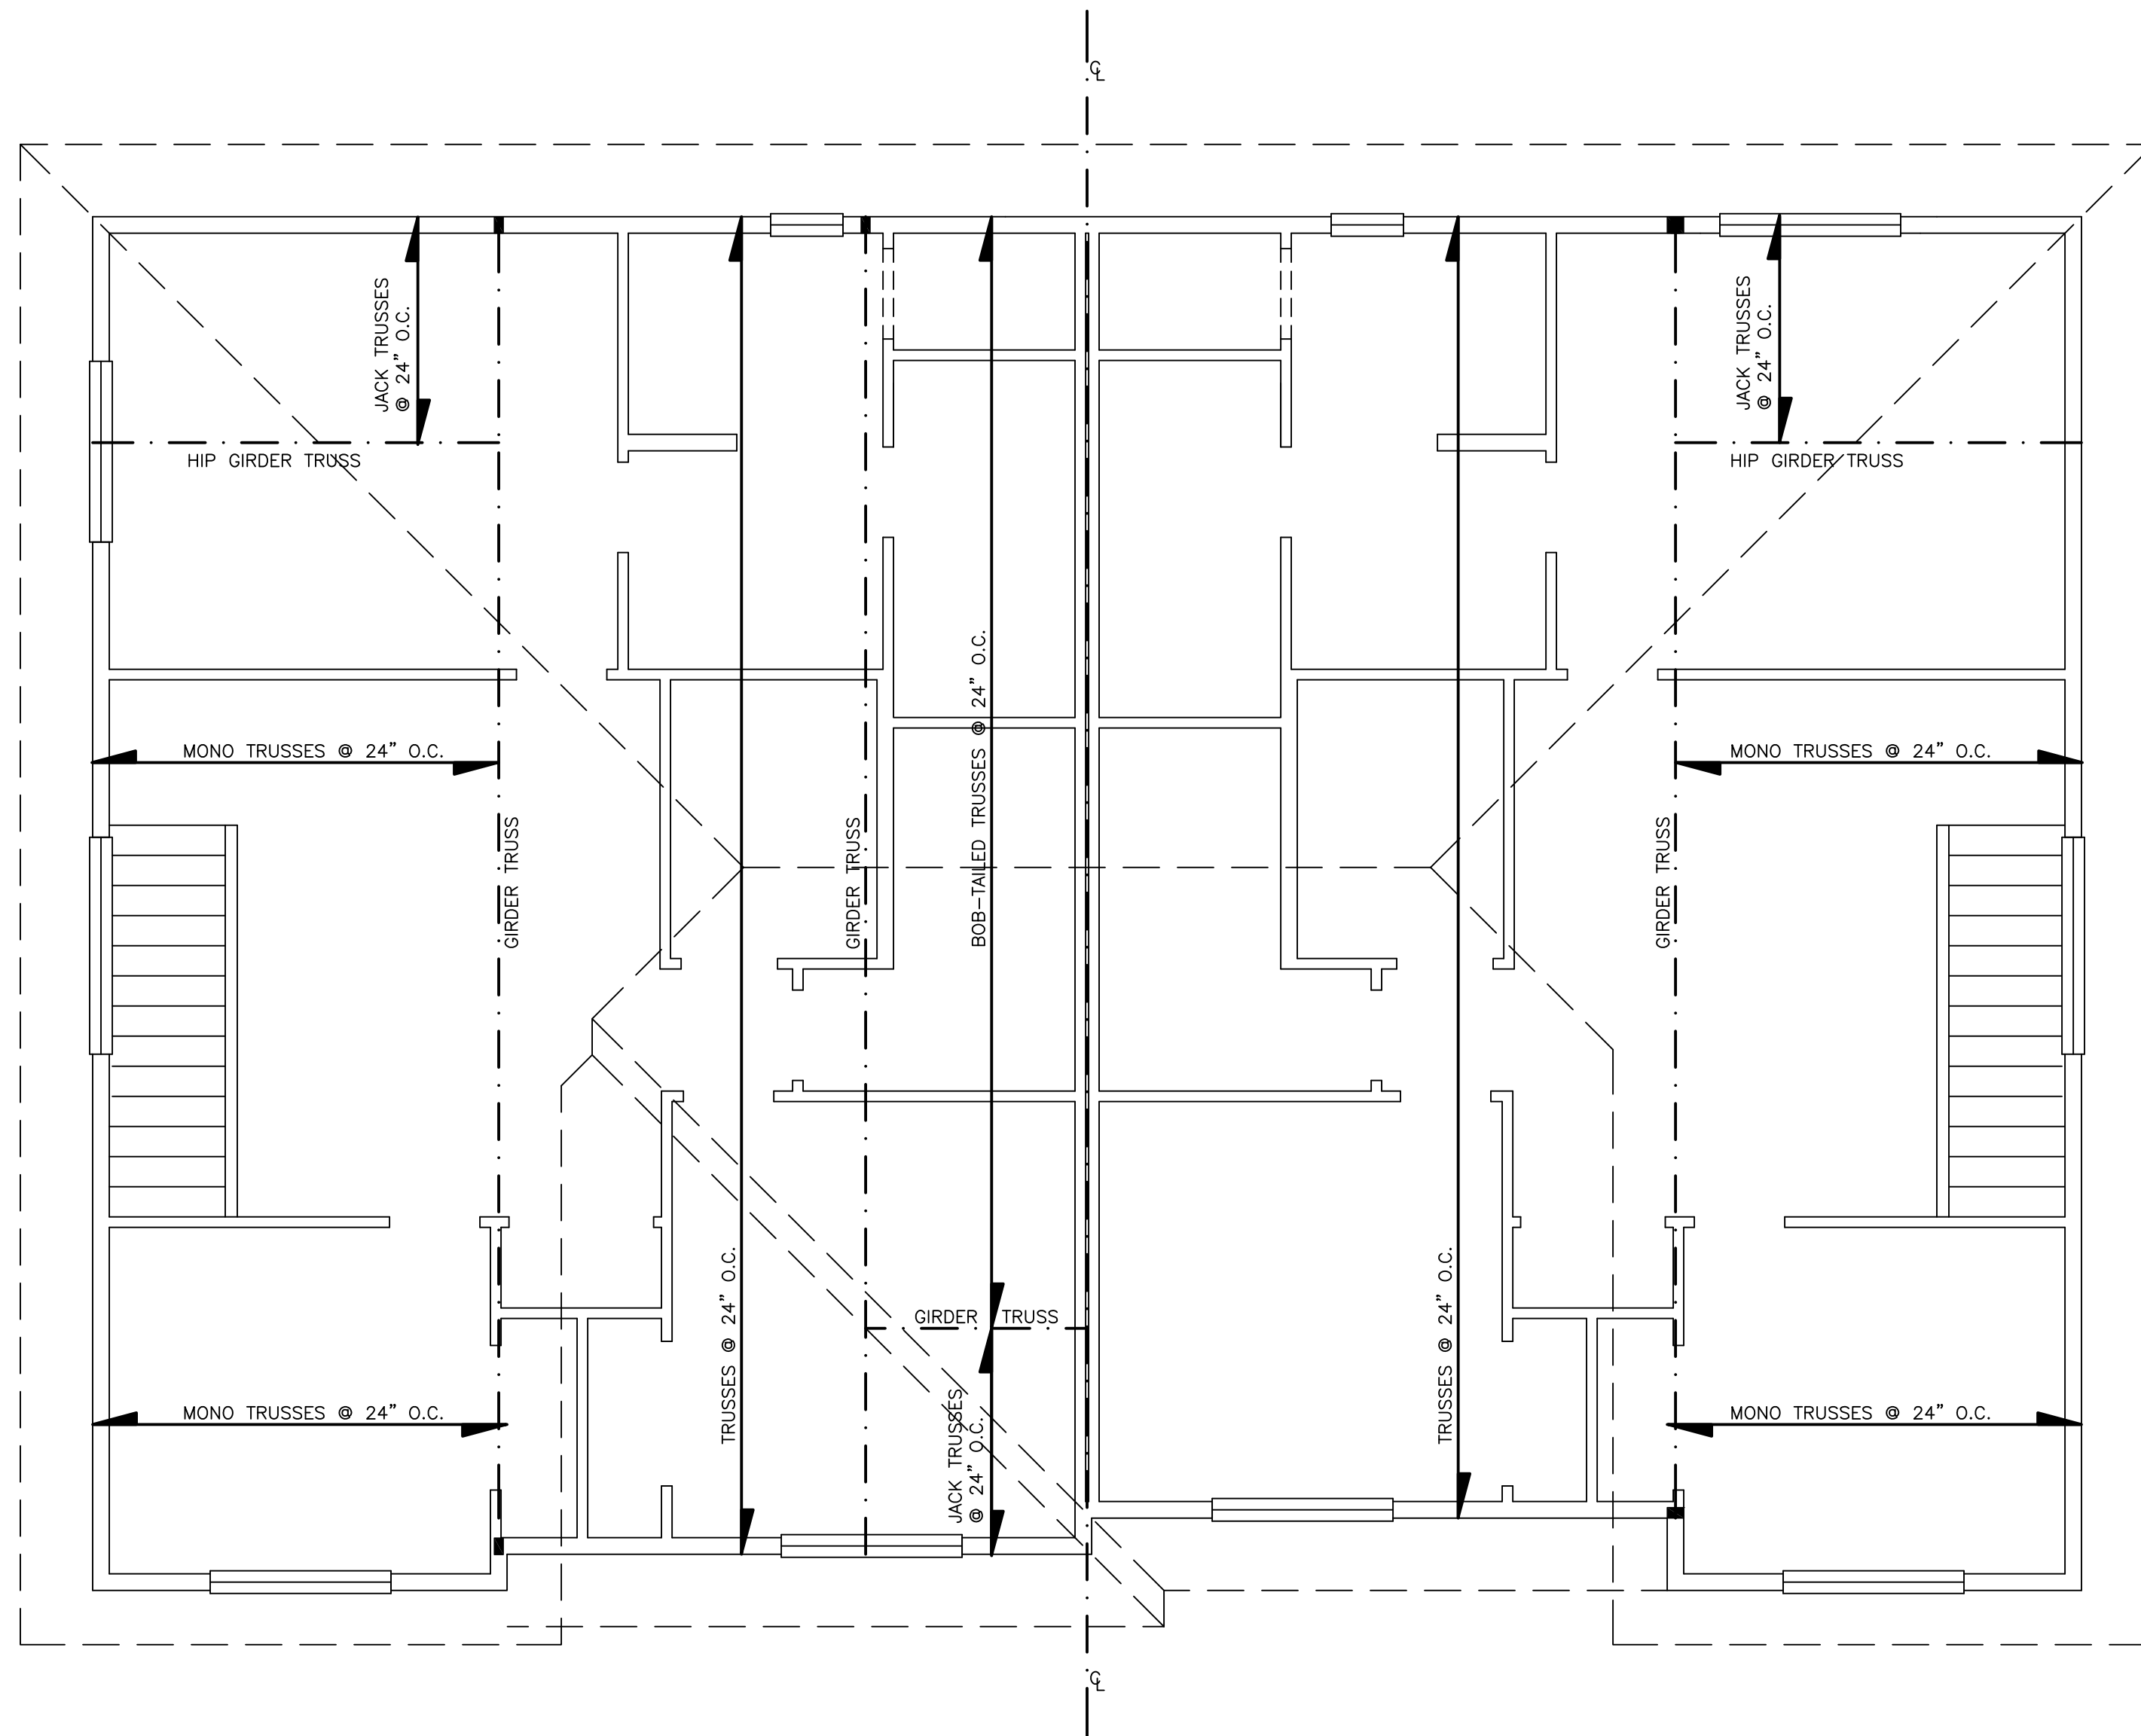 CL
JACK TRUSSES
@ 24" O.C.
JACK TRUSSES
@ 24" O.C.
HIP GIRDER TRUSS
HIP GIRDER TRUSS
MONO TRUSSES @ 24" O.C.
BOB-TAILED TRUSSES @ 24" O.C.
MONO TRUSSES @ 24" O.C.
GIRDER TRUSS
GIRDER TRUSS
GIRDER TRUSS
TRUSSES @ 24" O.C.
GIRDER TRUSS
TRUSSES @ 24" O.C.
MONO TRUSSES @ 24" O.C.
JACK TRUSSES
@ 24" O.C.
MONO TRUSSES @ 24" O.C.
CL